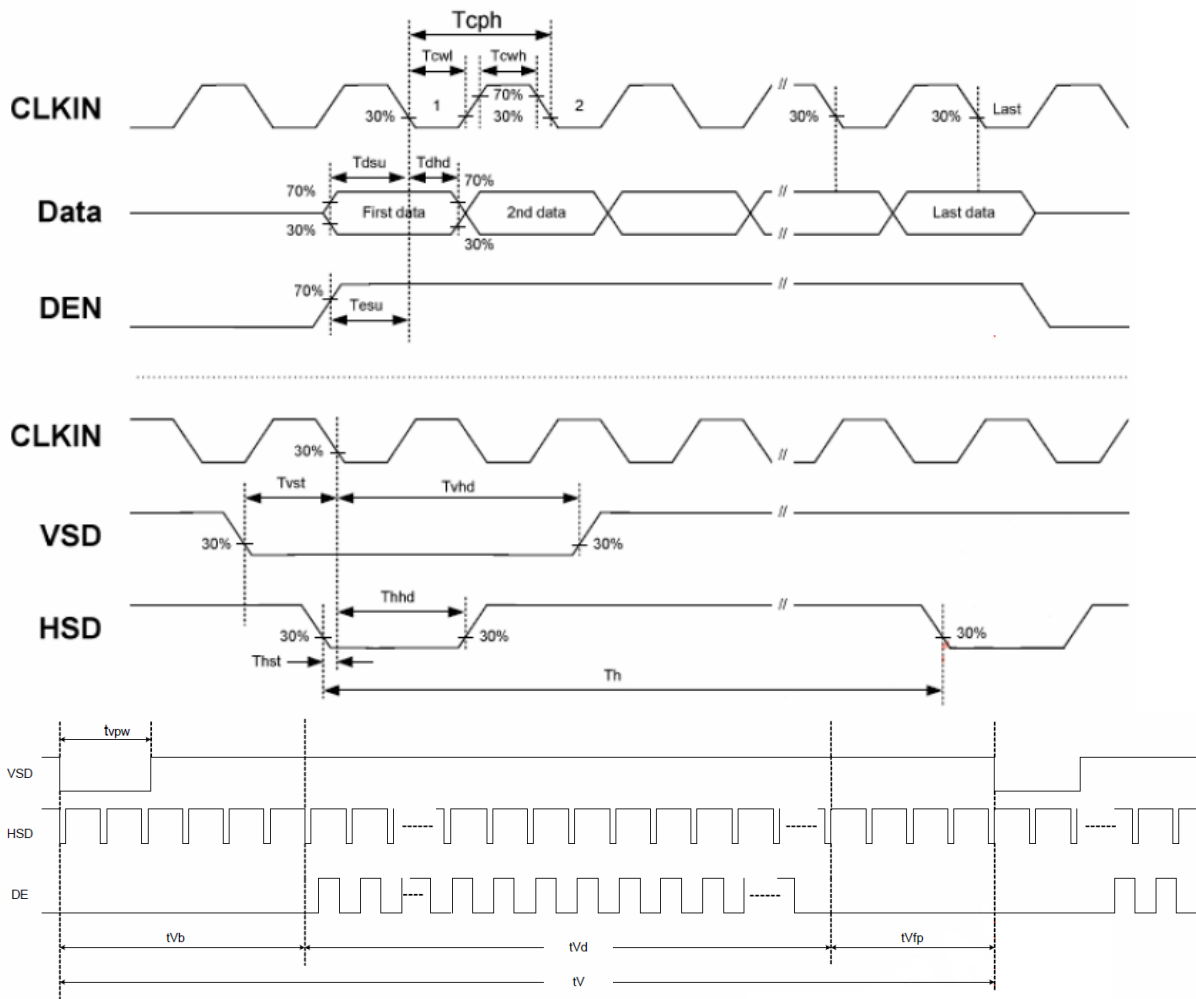 Tcph
Tcwl Tcwh
CLKIN 30% 1 70% 30% 2 // 30% 30% Last
Tdsu Tdhd
Data 70% 30% First data 70% 30% 2nd data // // Last data
DEN 70% Tesu //
CLKIN 30% //
Tvst Tvhd
VSD 30% 30% //
Thhd
HSD 30% 30% // 30%
Thst
Th
tvpw
VSD
HSD
DE
tVb tVd tVfp
tV